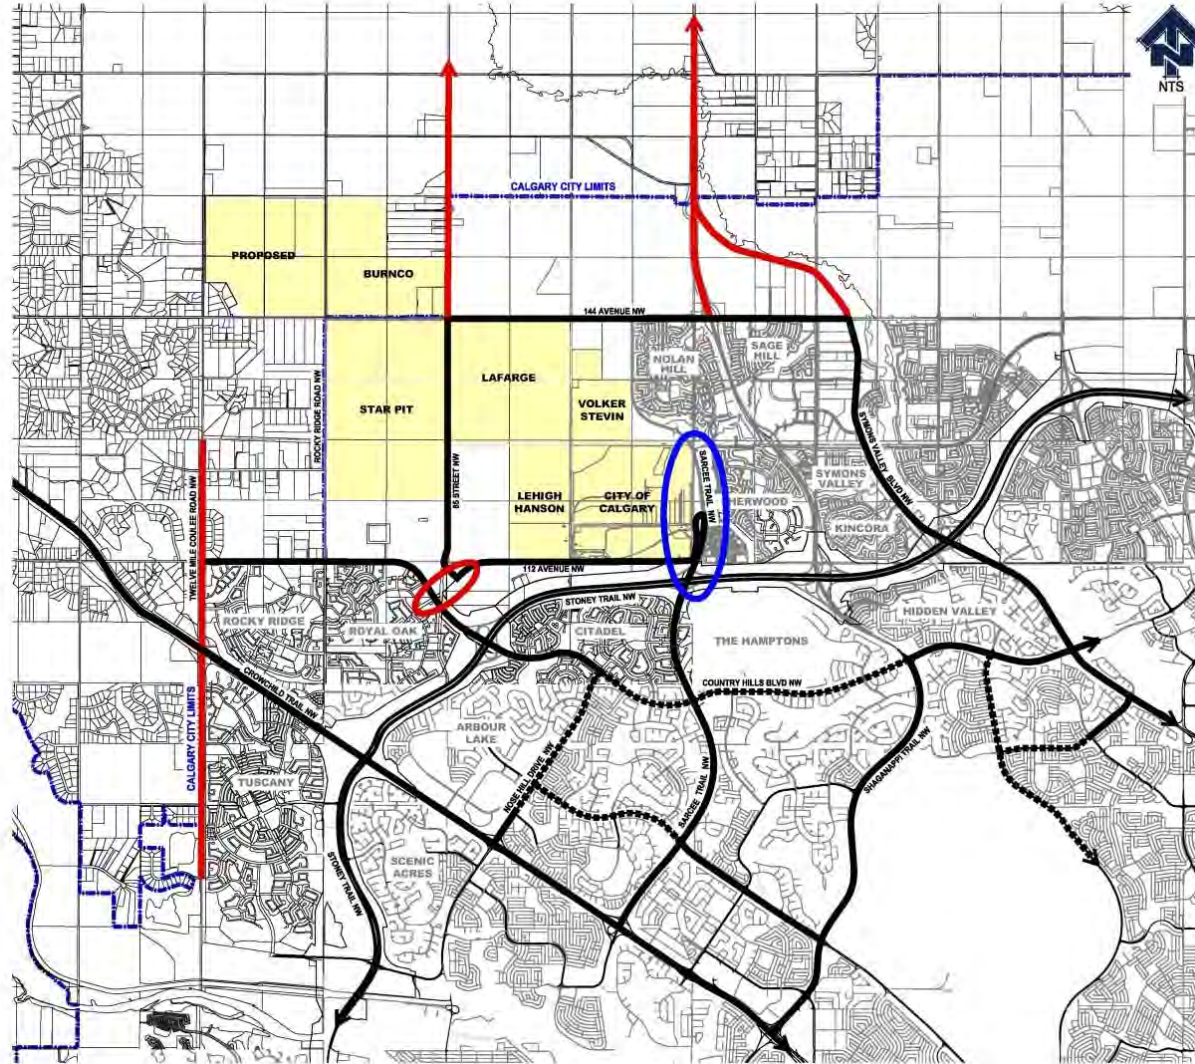 NTS
CALGARY CITY LIMITS
PROPOSED
BURNCO
144 AVENUE NW
NOLAN
HILL
SAGE
HILL
LAFARGE
STAR PIT
VOLKER
STEVIN
ROCKY RIDGE ROAD NW
SYMONS VALLEY BLVD NW
SARCEE TRAIL NW
85 STREET NW
TWELVE MILE COULEE ROAD NW
SYMONS
VALLEY
LEHIGH
HANSON
CITY OF
CALGARY
HERWOOD
KINCORA
112 AVENUE NW
STONEY TRAIL NW
HIDDEN VALLEY
ROCKY RIDGE
ROYAL OAK
CITADEL
THE HAMPTONS
CROWCHILD TRAIL NW
COUNTRY HILLS BLVD NW
CALGARY CITY LIMITS
ARBOUR
LAKE
NOSE HILL DRIVE NW
SARCEE TRAIL NW
SHAGANAPPI TRAIL NW
TUSCANY
STONEY TRAIL NW
SCENIC
ACRES